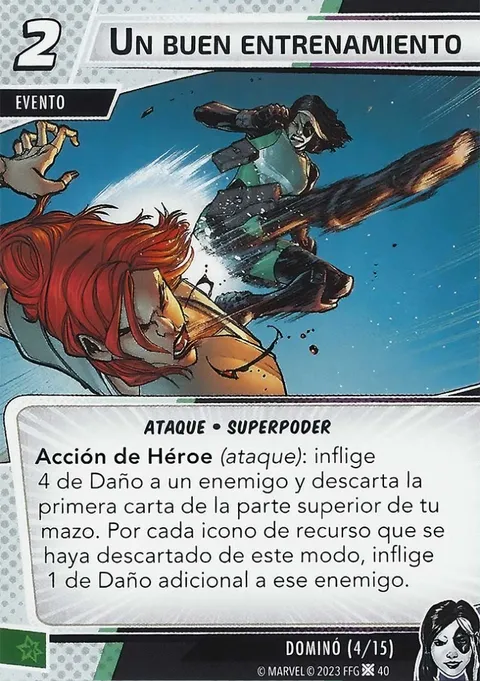 2
UN BUEN ENTRENAMIENTO
EVENTO
ATAQUE • SUPERPODER
Acción de Héroe (ataque): inflige
4 de Daño a un enemigo y descarta la
primera carta de la parte superior de tu
mazo. Por cada icono de recurso que se
haya descartado de este modo, inflige
1 de Daño adicional a ese enemigo.
DOMINÓ (4/15)
© MARVEL © 2023 FFG 40